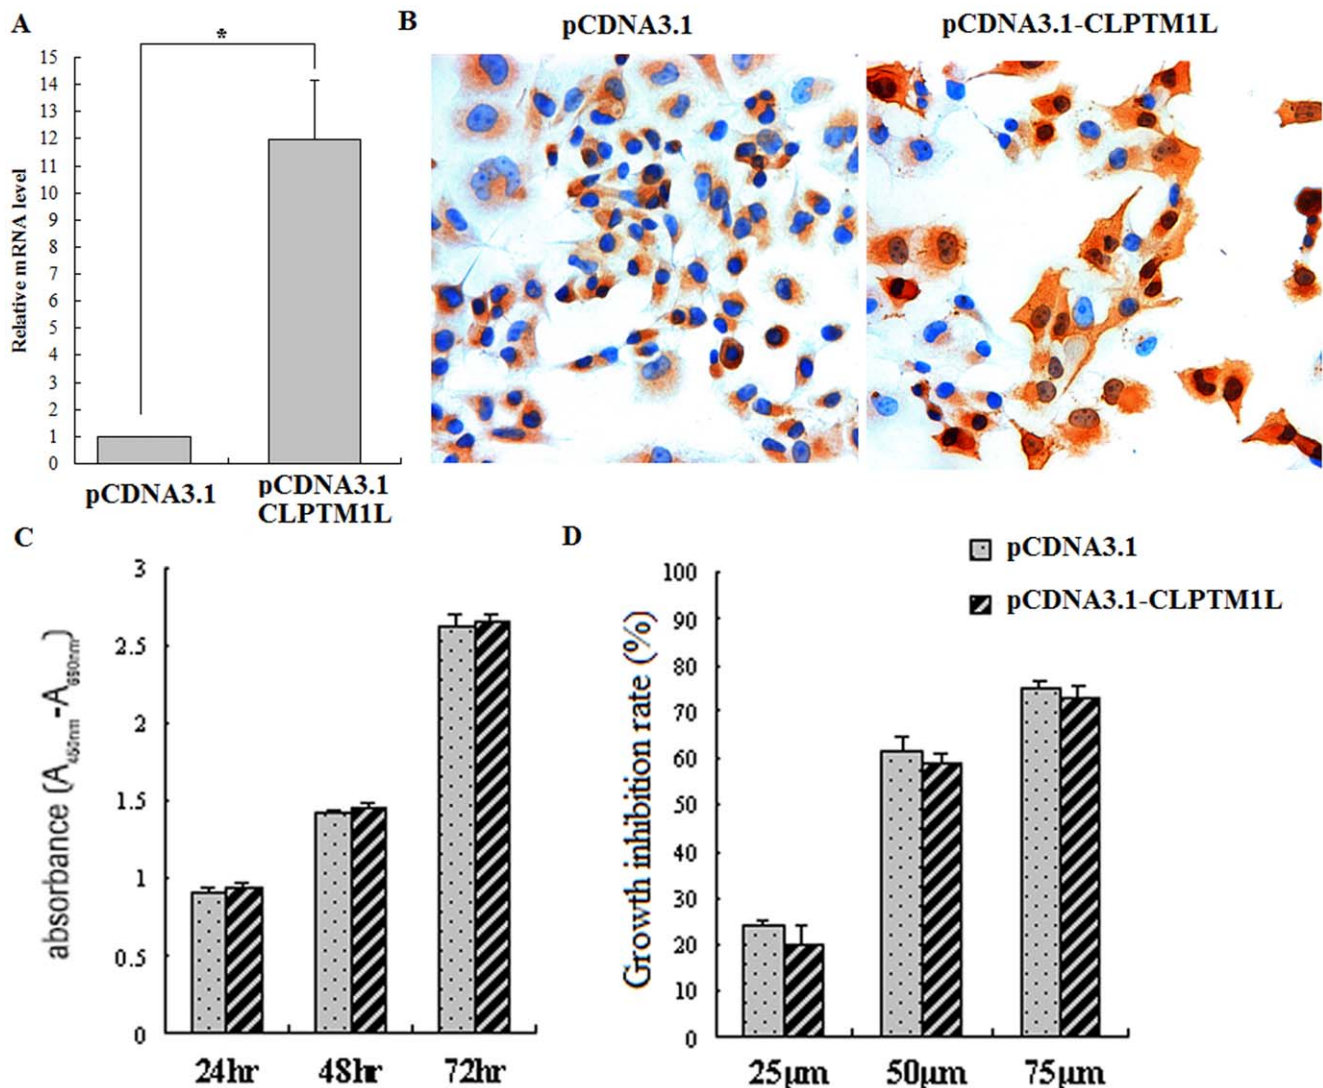 A
*
Relative mRNA level
15
14
13
12
11
10
9
8
7
6
5
4
3
2
1
0
pCDNA3.1
pCDNA3.1
CLPTM1L
B
pCDNA3.1
pCDNA3.1-CLPTM1L
C
absorbance (A450nm-A690nm)
3
2.5
2
1.5
1
0.5
0
24hr
48hr
72hr
D
pCDNA3.1
pCDNA3.1-CLPTM1L
Growth inhibition rate (%)
100
90
80
70
60
50
40
30
20
10
0
25μm
50μm
75μm